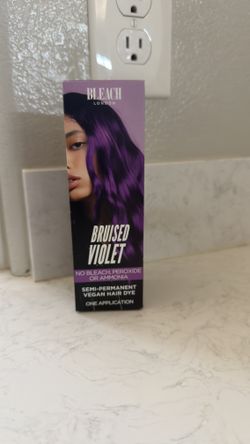 BLEACH
LONDON
BRUISED
VIOLET
NO BLEACH, PEROXIDE
OR AMMONIA
SEMI-PERMANENT
VEGAN HAIR DYE
ONE APPLICATION